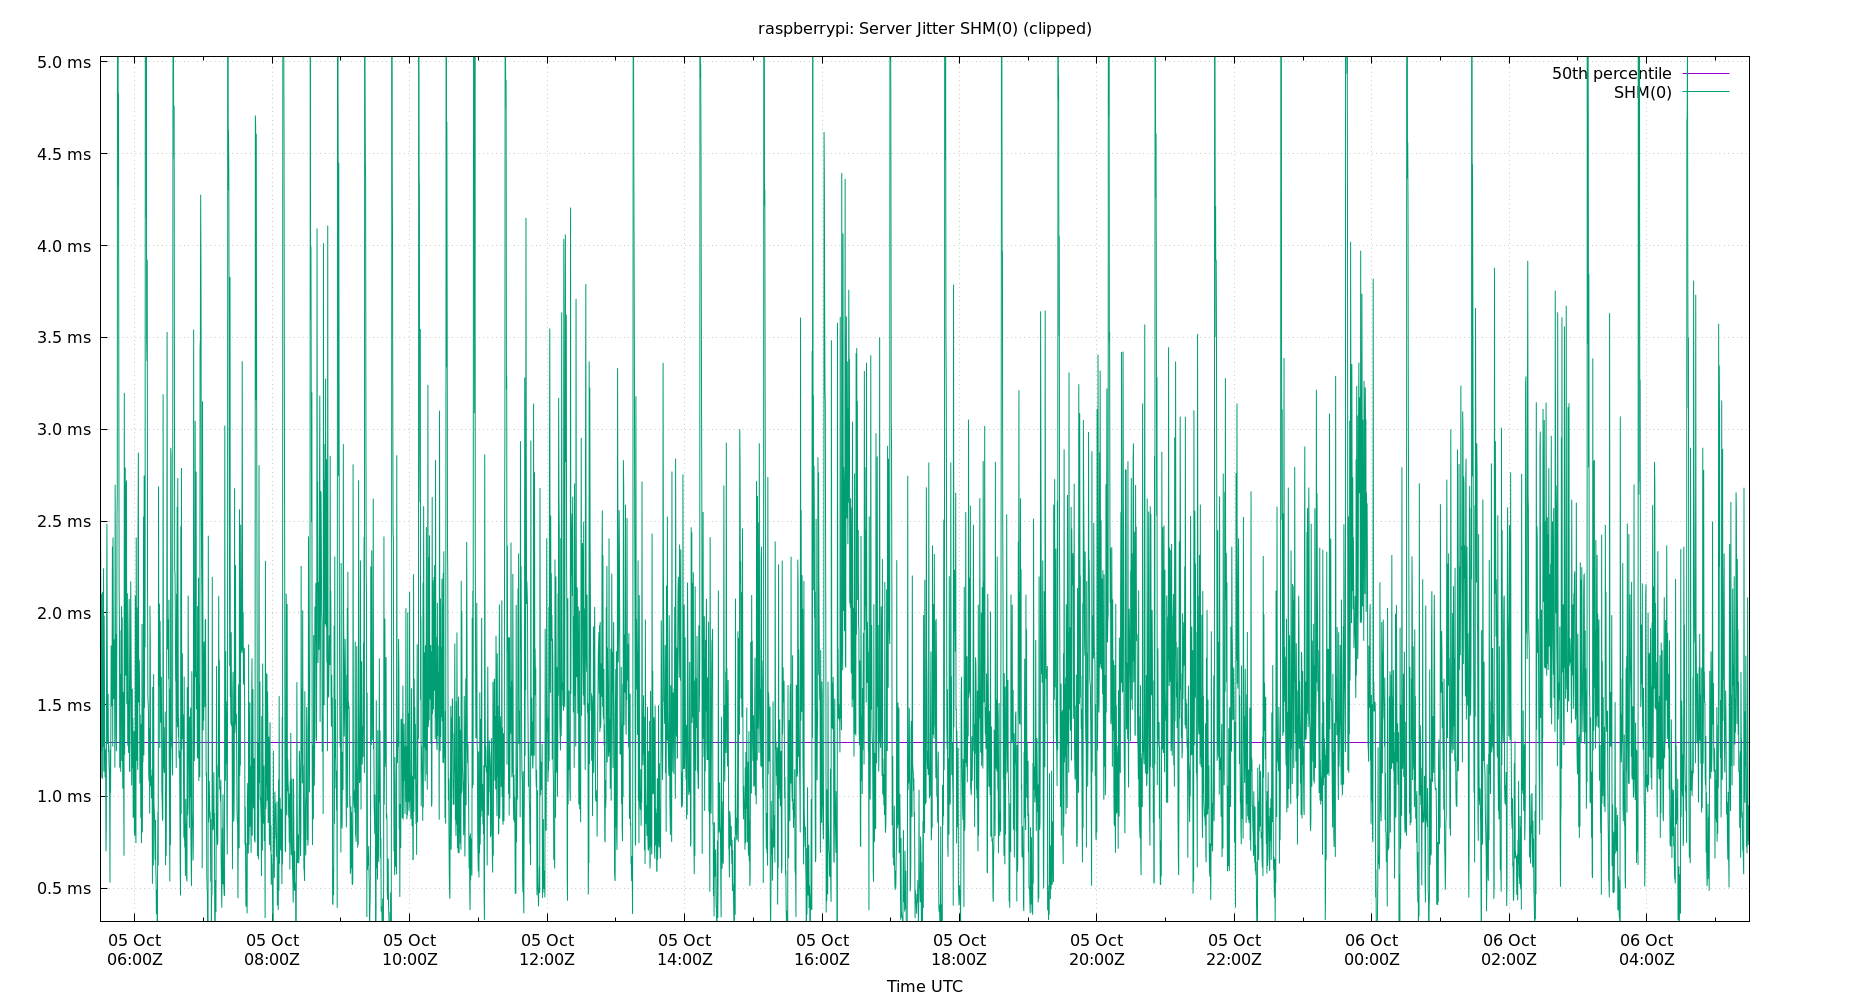 raspberrypi: Server Jitter SHM(0) (clipped)
5.0 ms
4.5 ms
4.0 ms
3.5 ms
3.0 ms
2.5 ms
2.0 ms
1.5 ms
1.0 ms
0.5 ms
50th percentile
SHM(0)
05 Oct 05 Oct 05 Oct 05 Oct 05 Oct 05 Oct 05 Oct 05 Oct 05 Oct 06 Oct 06 Oct 06 Oct
06:00Z 08:00Z 10:00Z 12:00Z 14:00Z 16:00Z 18:00Z 20:00Z 22:00Z 00:00Z 02:00Z 04:00Z
Time UTC